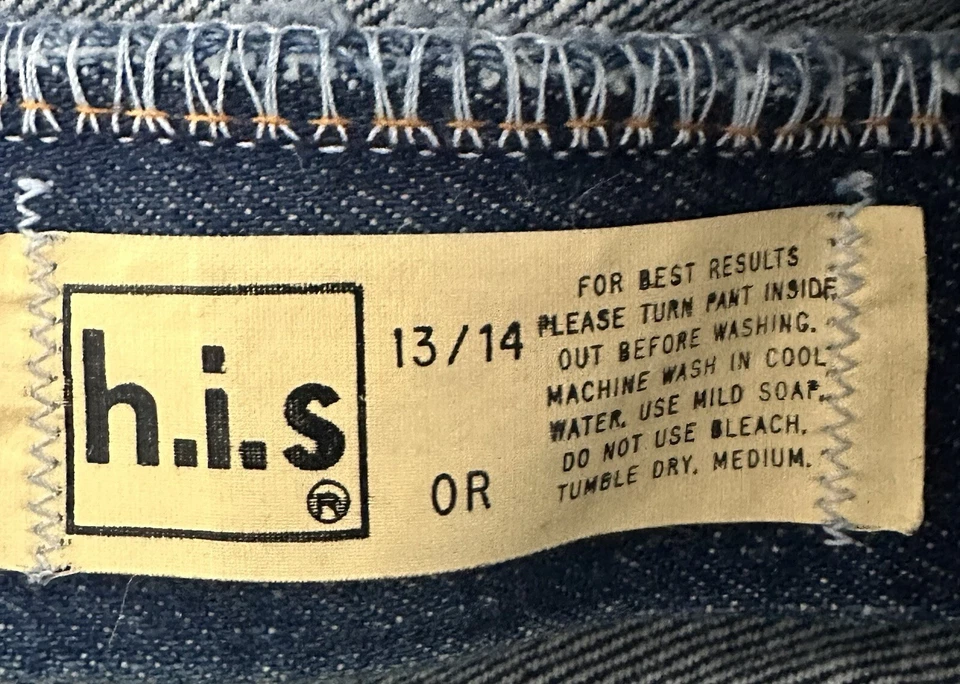 h.i.s
®
13/14
OR
FOR BEST RESULTS
PLEASE TURN PANT INSIDE
OUT BEFORE WASHING.
MACHINE WASH IN COOL
WATER. USE MILD SOAP.
DO NOT USE BLEACH.
TUMBLE DRY. MEDIUM.